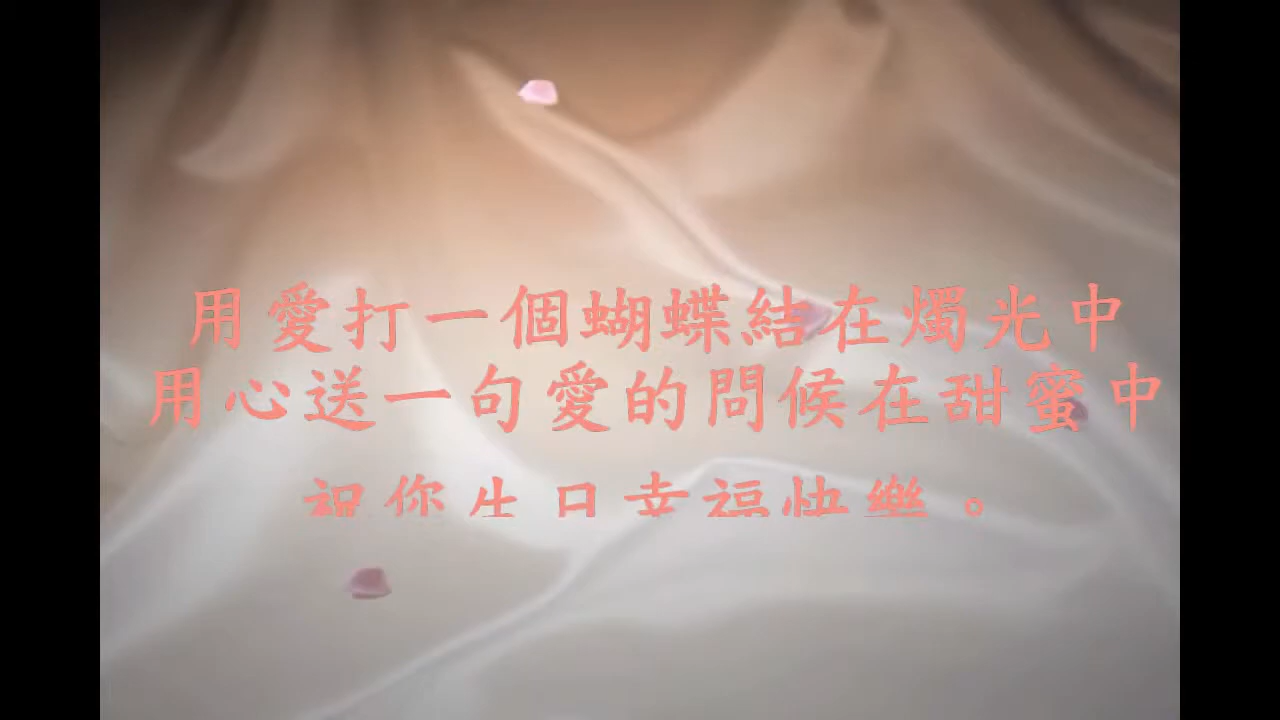 用愛打一個蝴蝶結在燭光中
用心送一句愛的問候在甜蜜中
祝你生日幸福快樂。